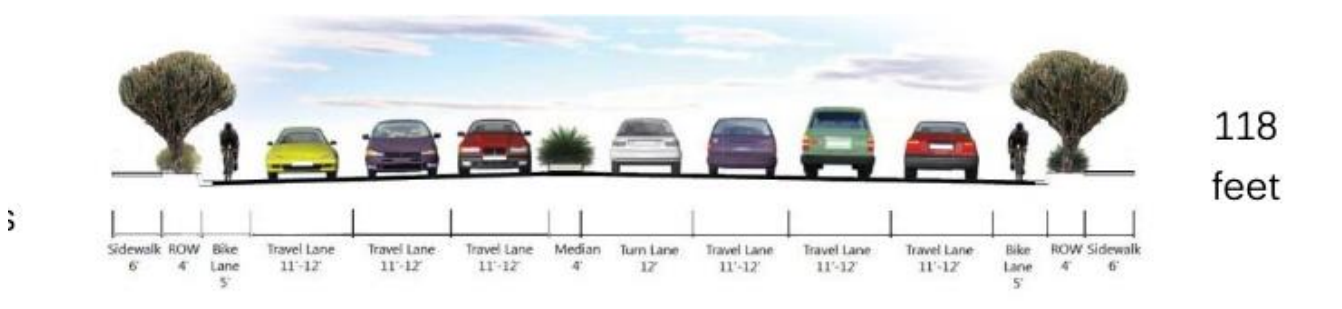 118
feet
s
Sidewalk ROW Bike Travel Lane Travel Lane Travel Lane Median Turn Lane Travel Lane Travel Lane Travel Lane Bike ROW Sidewalk
6' 4' Lane 11'-12' 11'-12' 11'-12' 4' 12' 11'-12' 11'-12' 11'-12' Lane 4' 6'
5' 5'